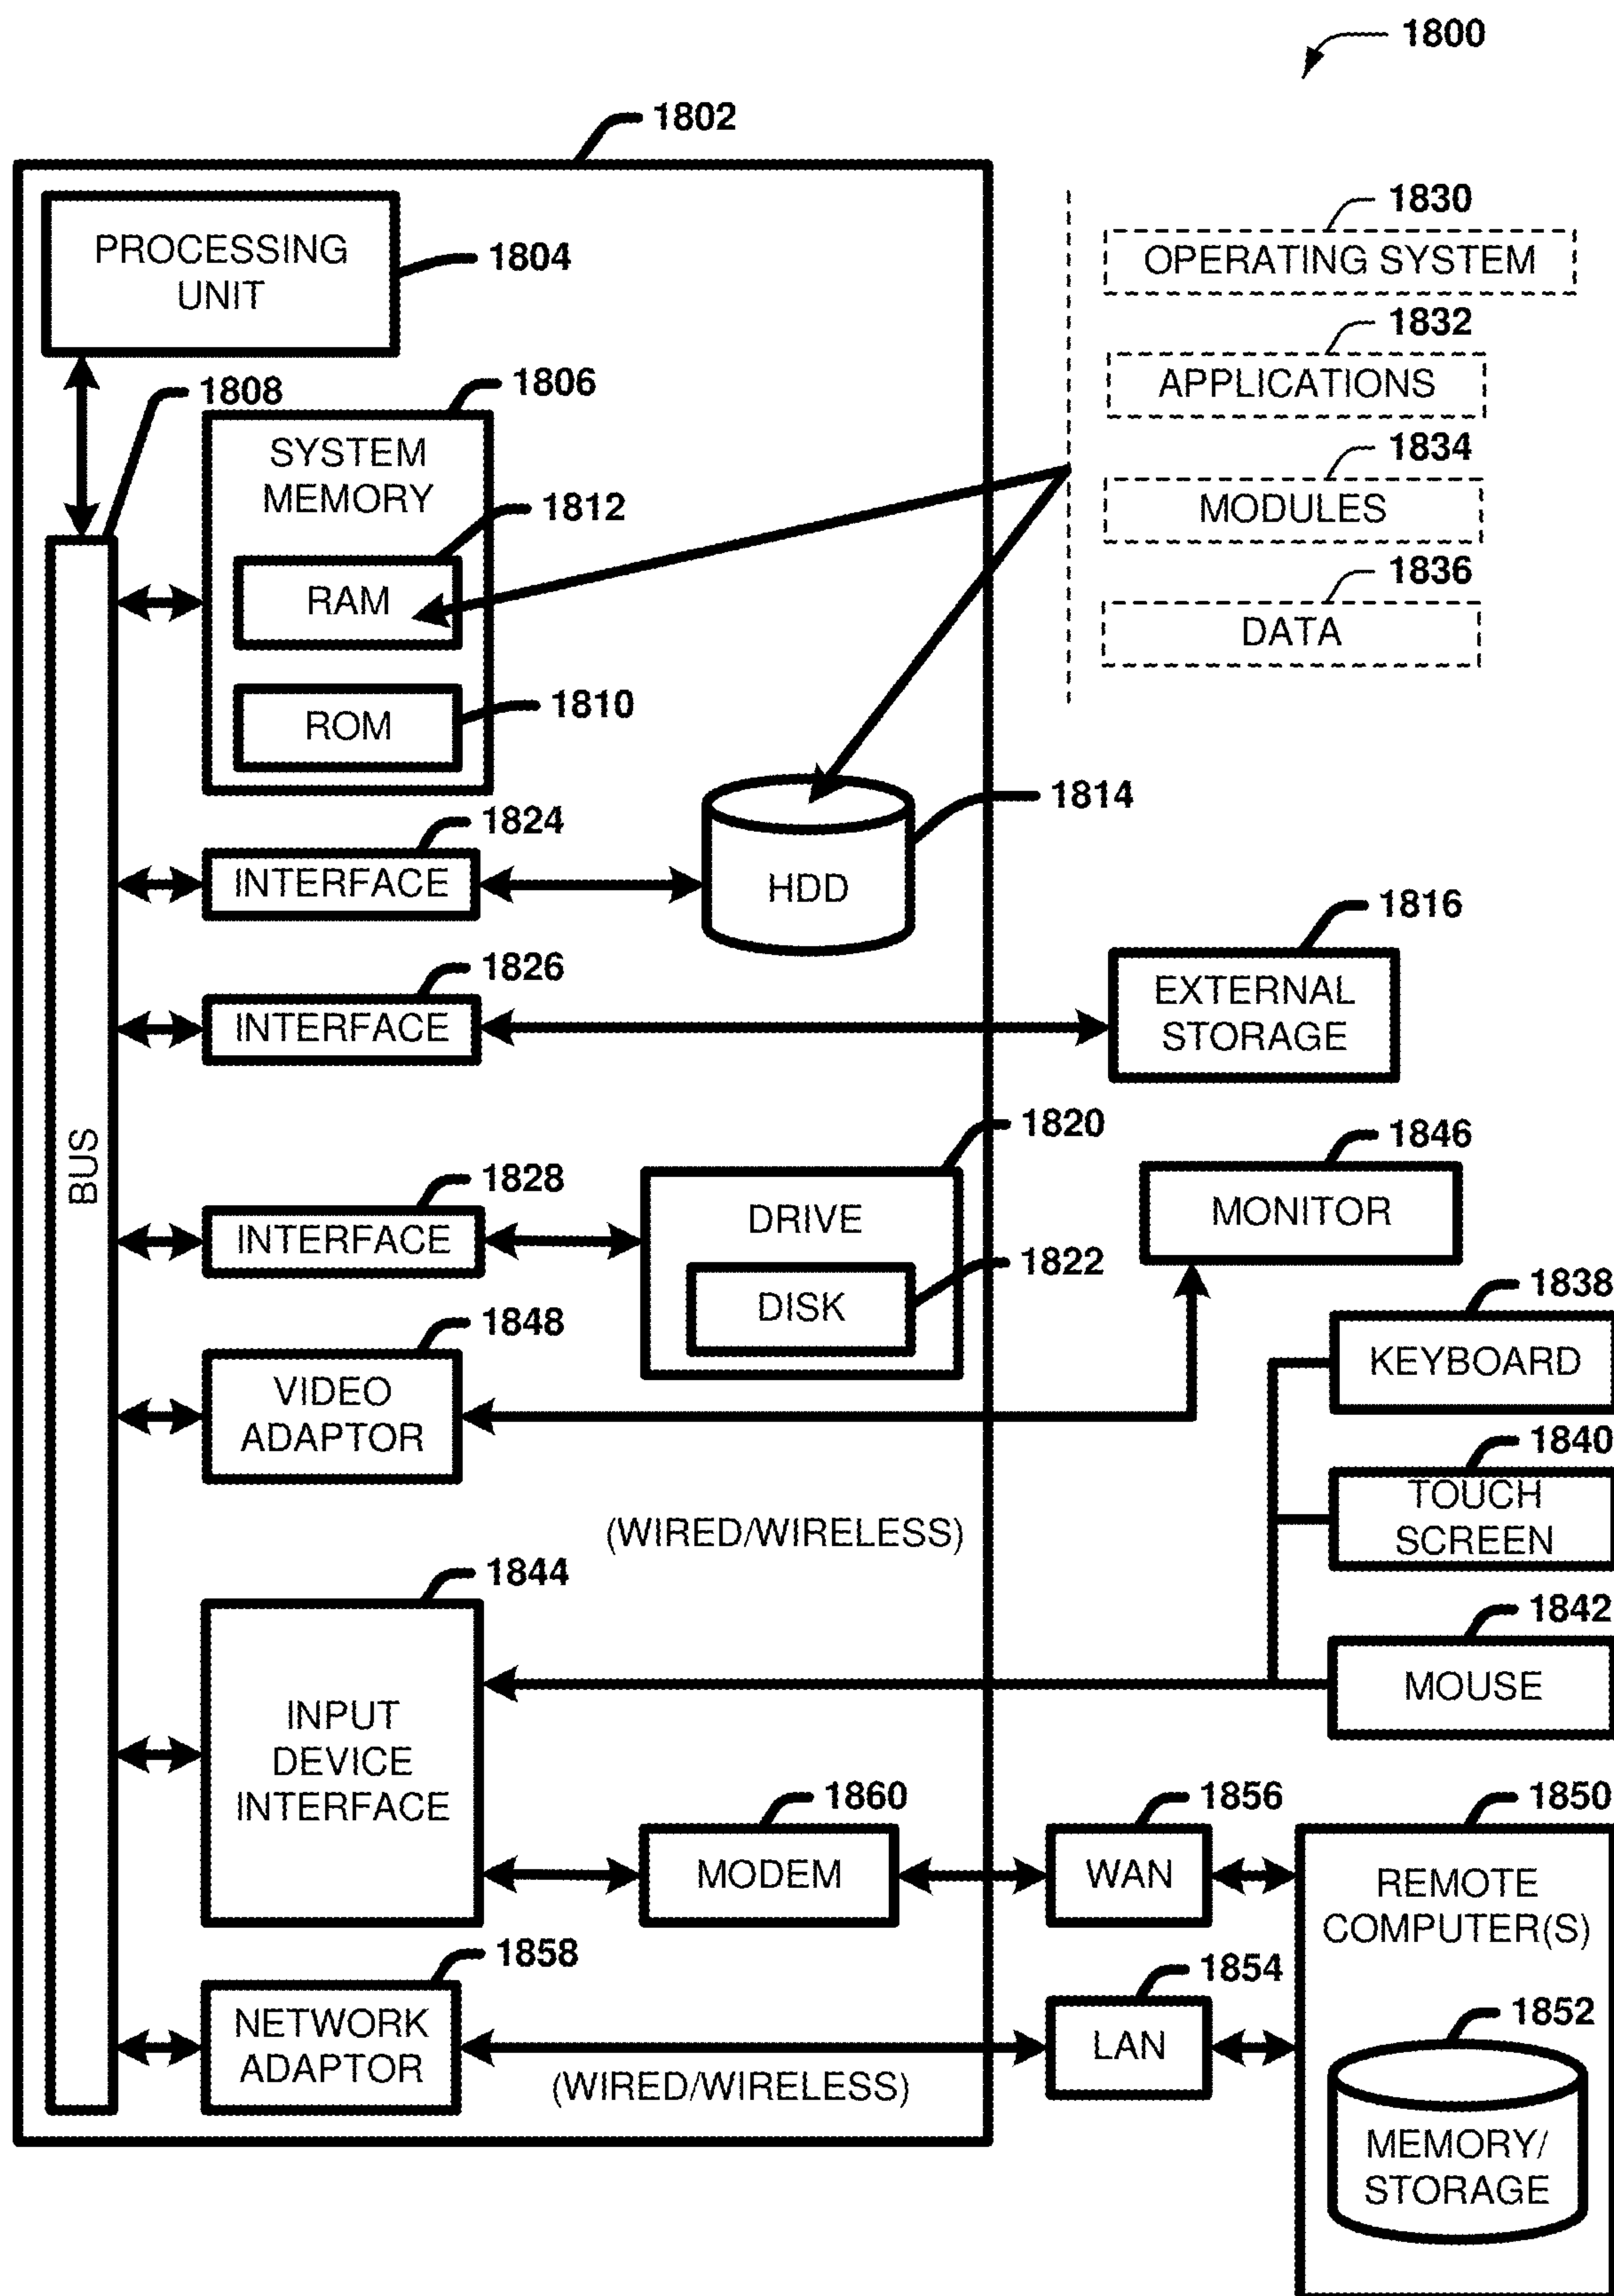 1800
1802
PROCESSING
UNIT
1804
1830
OPERATING SYSTEM
1832
APPLICATIONS
1834
MODULES
1836
DATA
1808
1806
SYSTEM
MEMORY
1812
RAM
1810
ROM
1814
HDD
1824
INTERFACE
1816
EXTERNAL
STORAGE
1826
INTERFACE
BUS
1820
DRIVE
1822
DISK
1828
INTERFACE
1846
MONITOR
1848
VIDEO
ADAPTOR
1838
KEYBOARD
1840
TOUCH
SCREEN
(WIRED/WIRELESS)
1842
MOUSE
1844
INPUT
DEVICE
INTERFACE
1860
MODEM
1856
WAN
1850
REMOTE
COMPUTER(S)
1858
NETWORK
ADAPTOR
(WIRED/WIRELESS)
1854
LAN
1852
MEMORY/
STORAGE